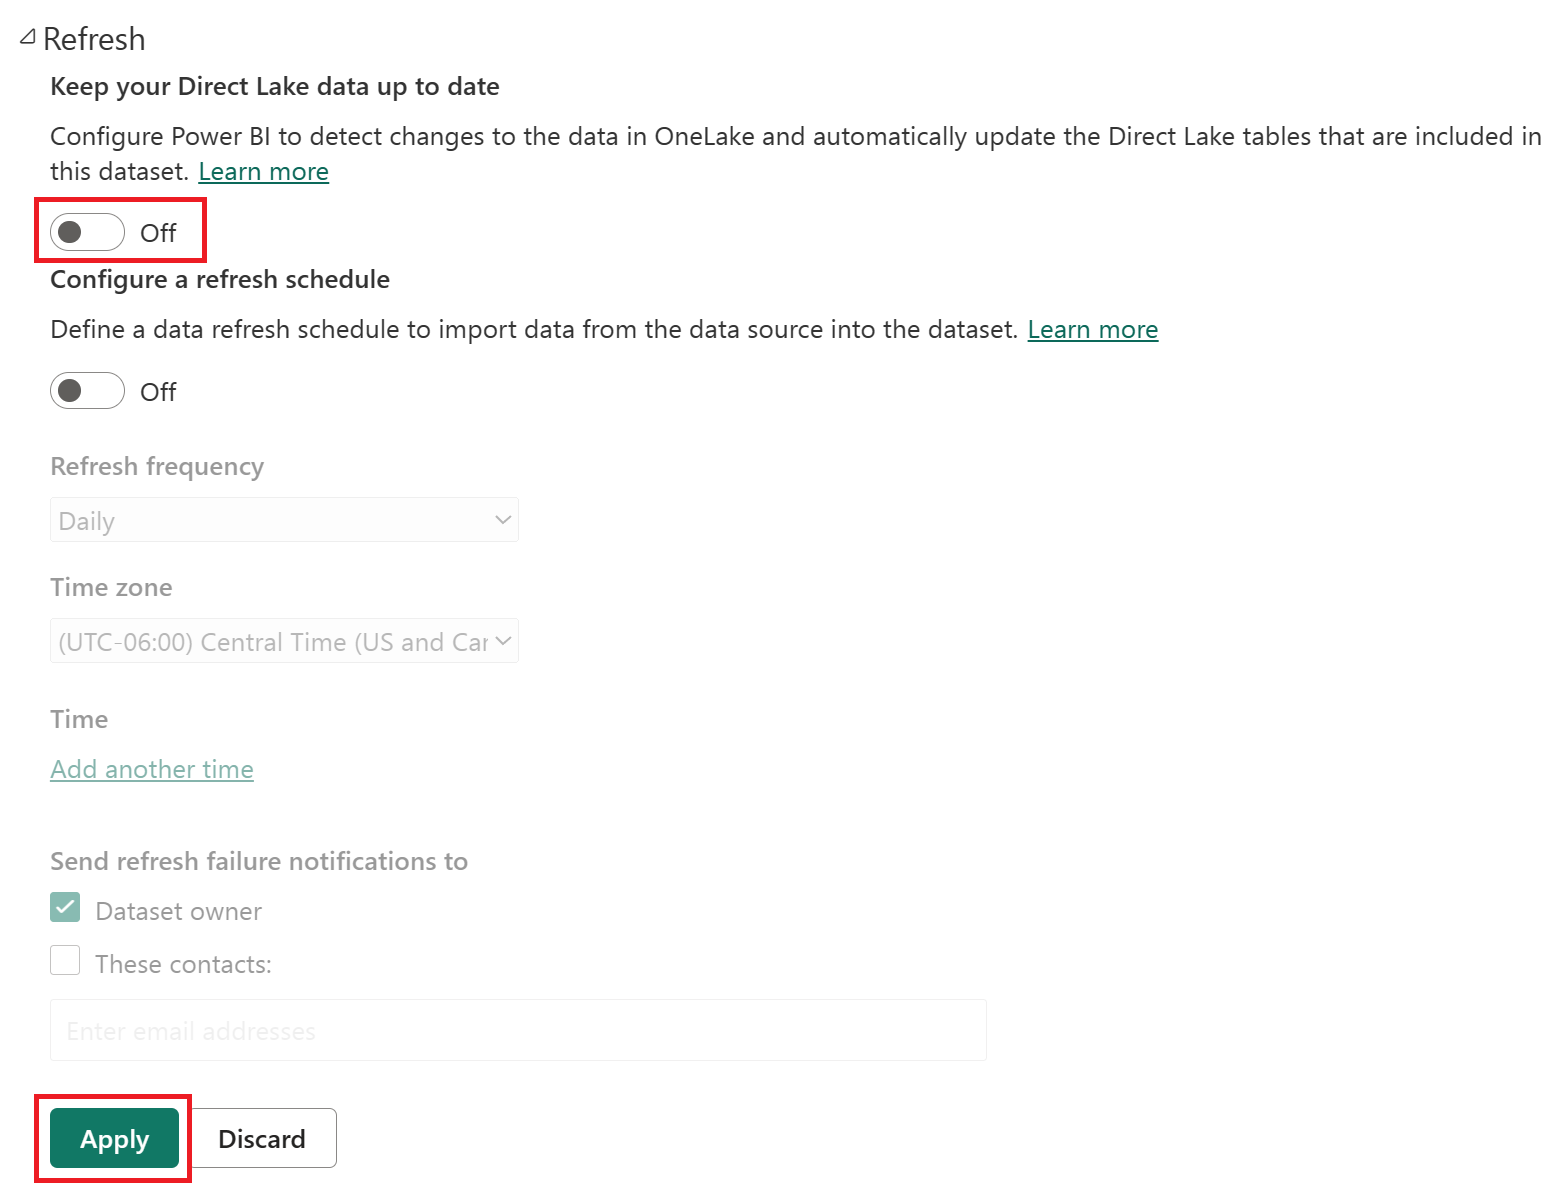 Refresh
Keep your Direct Lake data up to date
Configure Power BI to detect changes to the data in OneLake and automatically update the Direct Lake tables that are included in
this dataset. Learn more
Off
Configure a refresh schedule
Define a data refresh schedule to import data from the data source into the dataset. Learn more
Off
Refresh frequency
Daily
Time zone
(UTC-06:00) Central Time (US and Car
Time
Add another time
Send refresh failure notifications to
Dataset owner
These contacts:
Enter email addresses
Apply Discard